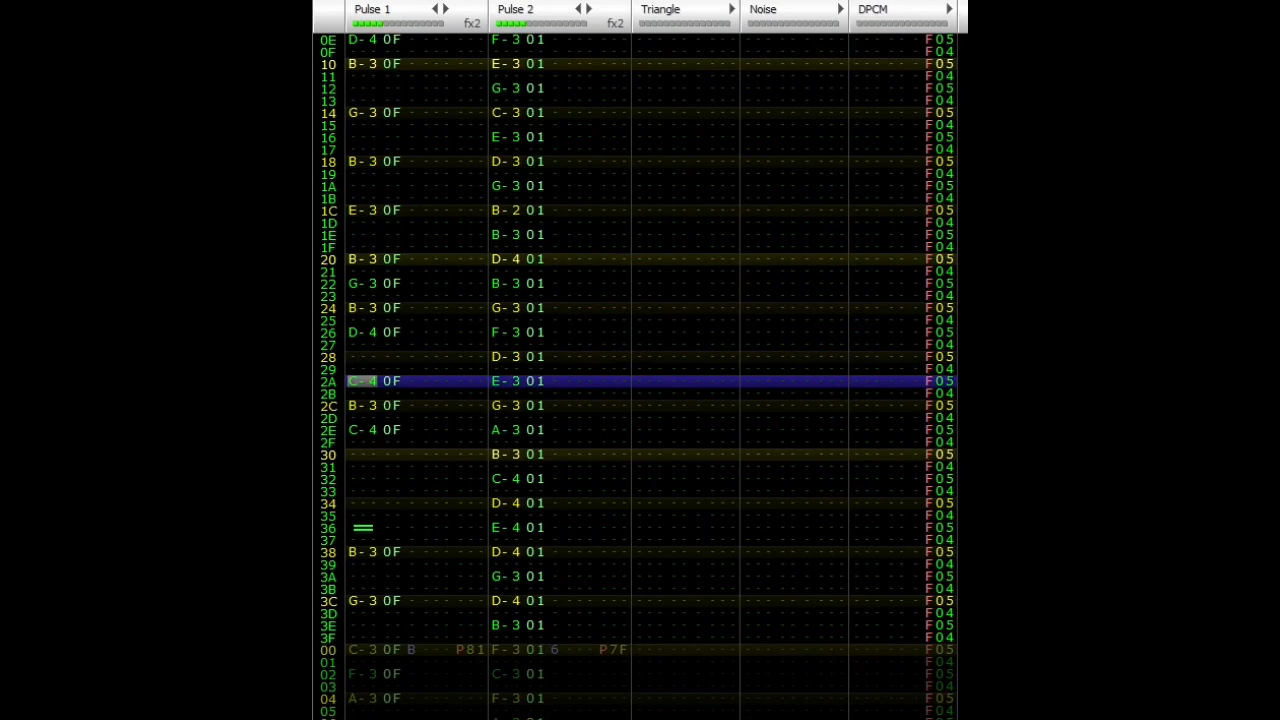 Pulse 1 Pulse 2 Triangle Noise DPCM
fx2 fx2
0E D-4 0F F-3 01 F05
0F F04
10 B-3 0F E-3 01 F05
11 F04
12 G-3 01 F05
13 F04
14 G-3 0F C-3 01 F05
15 F04
16 E-3 01 F05
17 F04
18 B-3 0F D-3 01 F05
19 F04
1A G-3 01 F05
1B F04
1C E-3 0F B-2 01 F05
1D F04
1E B-3 01 F05
1F F04
20 B-3 0F D-4 01 F05
21 F04
22 G-3 0F B-3 01 F05
23 F04
24 B-3 0F G-3 01 F05
25 F04
26 D-4 0F F-3 01 F05
27 F04
28 D-3 01 F05
29 F04
2A C-4 0F E-3 01 F05
2B F04
2C B-3 0F G-3 01 F05
2D F04
2E C-4 0F A-3 01 F05
2F F04
30 B-3 01 F05
31 F04
32 C-4 01 F05
33 F04
34 D-4 01 F05
35 F04
36 E-4 01 F05
37 F04
38 B-3 0F D-4 01 F05
39 F04
3A G-3 01 F05
3B F04
3C G-3 0F D-4 01 F05
3D F04
3E B-3 01 F05
3F F04
00 C-3 0F B P81 F-3 01 6 P7F F05
01 F04
02 F-3 0F C-3 01 F05
03 F04
04 A-3 0F F-3 01 F05
05 F04